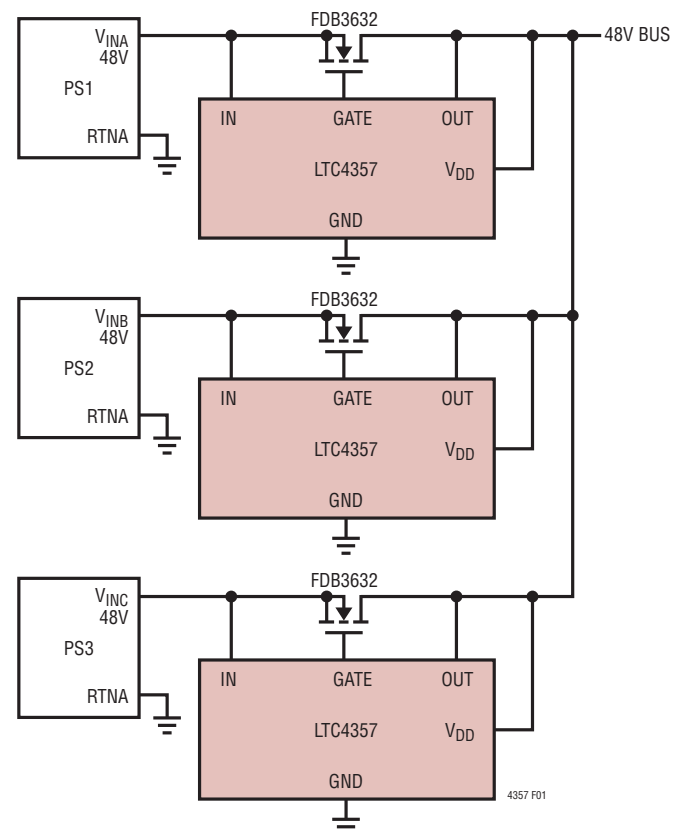 FDB3632
VINA
48V
PS1
RTNA
48V BUS
IN GATE OUT
LTC4357 VDD
GND
FDB3632
VINB
48V
PS2
RTNA
IN GATE OUT
LTC4357 VDD
GND
FDB3632
VINC
48V
PS3
RTNA
IN GATE OUT
LTC4357 VDD
GND
4357 F01